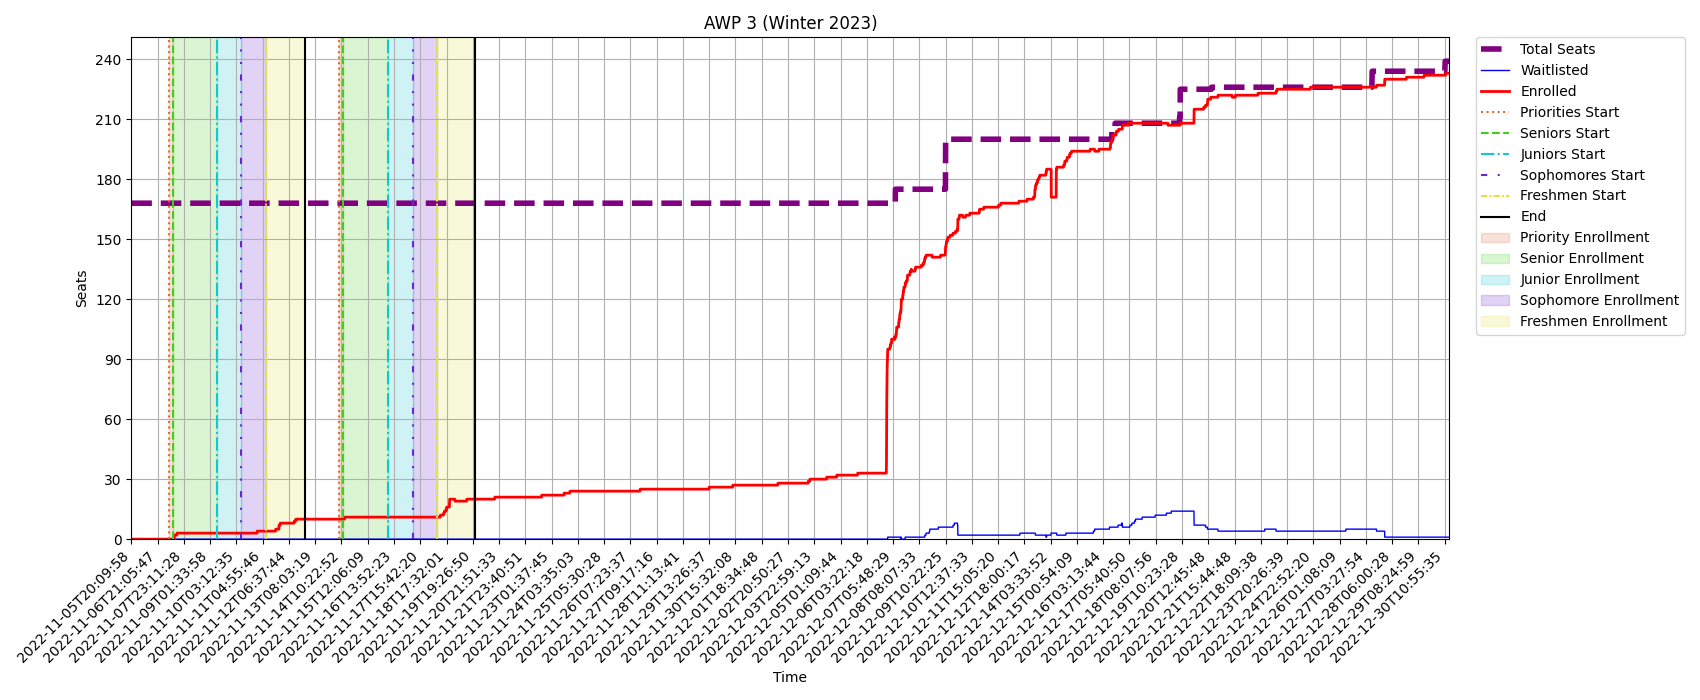 AWP 3 (Winter 2023)
Seats
240
210
180
150
120
90
60
30
0
2022-11-05T20:09:58
2022-11-06T21:05:47
2022-11-07T23:11:28
2022-11-09T01:33:58
2022-11-10T03:12:35
2022-11-11T04:55:46
2022-11-12T06:37:44
2022-11-13T08:03:19
2022-11-14T10:22:52
2022-11-15T12:06:09
2022-11-16T13:52:23
2022-11-17T15:42:20
2022-11-18T17:32:01
2022-11-19T19:26:50
2022-11-20T21:51:33
2022-11-21T23:40:51
2022-11-23T01:37:45
2022-11-24T03:35:03
2022-11-25T05:30:28
2022-11-26T07:23:37
2022-11-27T09:17:16
2022-11-28T11:13:41
2022-11-29T13:26:37
2022-11-30T15:32:08
2022-12-01T18:34:48
2022-12-02T20:50:27
2022-12-03T22:59:13
2022-12-05T01:09:44
2022-12-06T03:22:18
2022-12-07T05:48:29
2022-12-08T08:07:33
2022-12-09T10:22:25
2022-12-10T12:37:33
2022-12-11T15:05:20
2022-12-12T18:00:17
2022-12-14T03:33:52
2022-12-15T00:54:09
2022-12-16T03:13:44
2022-12-17T05:40:50
2022-12-18T08:07:56
2022-12-19T10:23:28
2022-12-20T12:45:48
2022-12-21T15:44:48
2022-12-22T18:09:38
2022-12-23T20:26:39
2022-12-24T22:52:20
2022-12-26T01:08:09
2022-12-27T03:27:54
2022-12-28T06:00:28
2022-12-29T08:24:59
2022-12-30T10:55:35
Time
Total Seats
Waitlisted
Enrolled
Priorities Start
Seniors Start
Juniors Start
Sophomores Start
Freshmen Start
End
Priority Enrollment
Senior Enrollment
Junior Enrollment
Sophomore Enrollment
Freshmen Enrollment